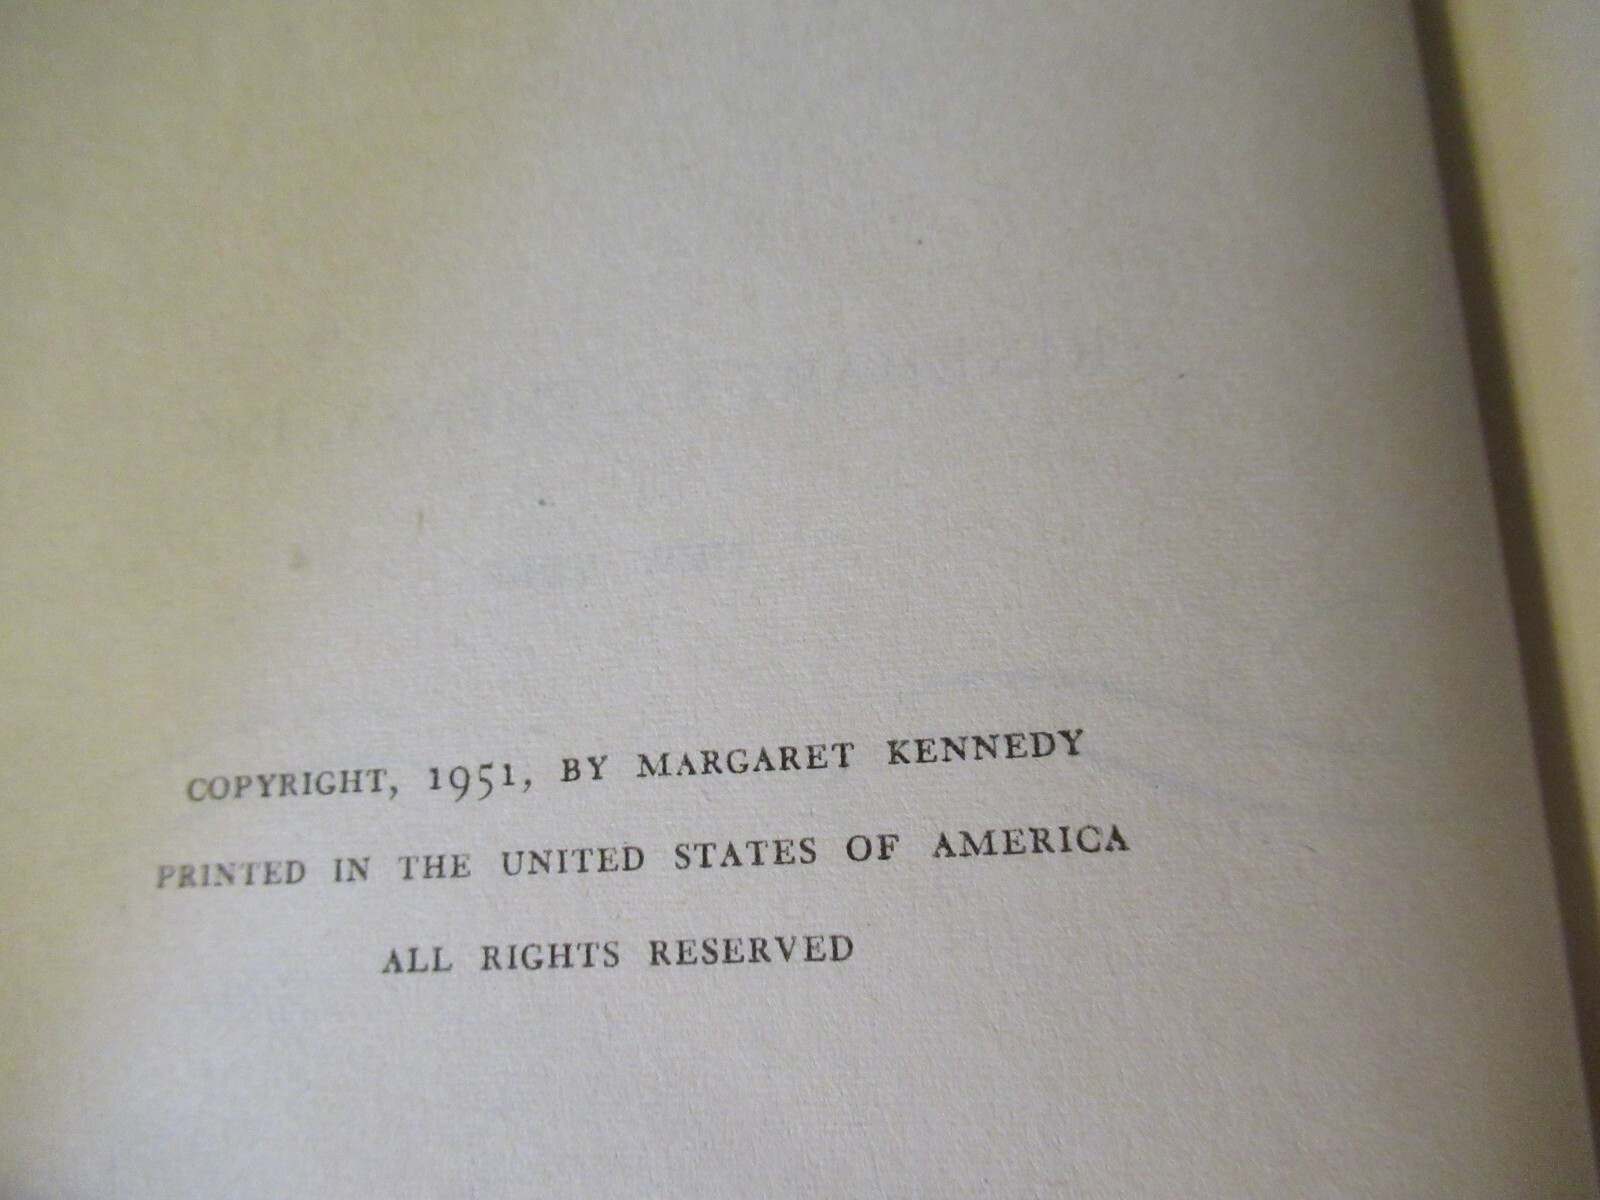 COPYRIGHT, 1951, BY MARGARET KENNEDY
PRINTED IN THE UNITED STATES OF AMERICA
ALL RIGHTS RESERVED